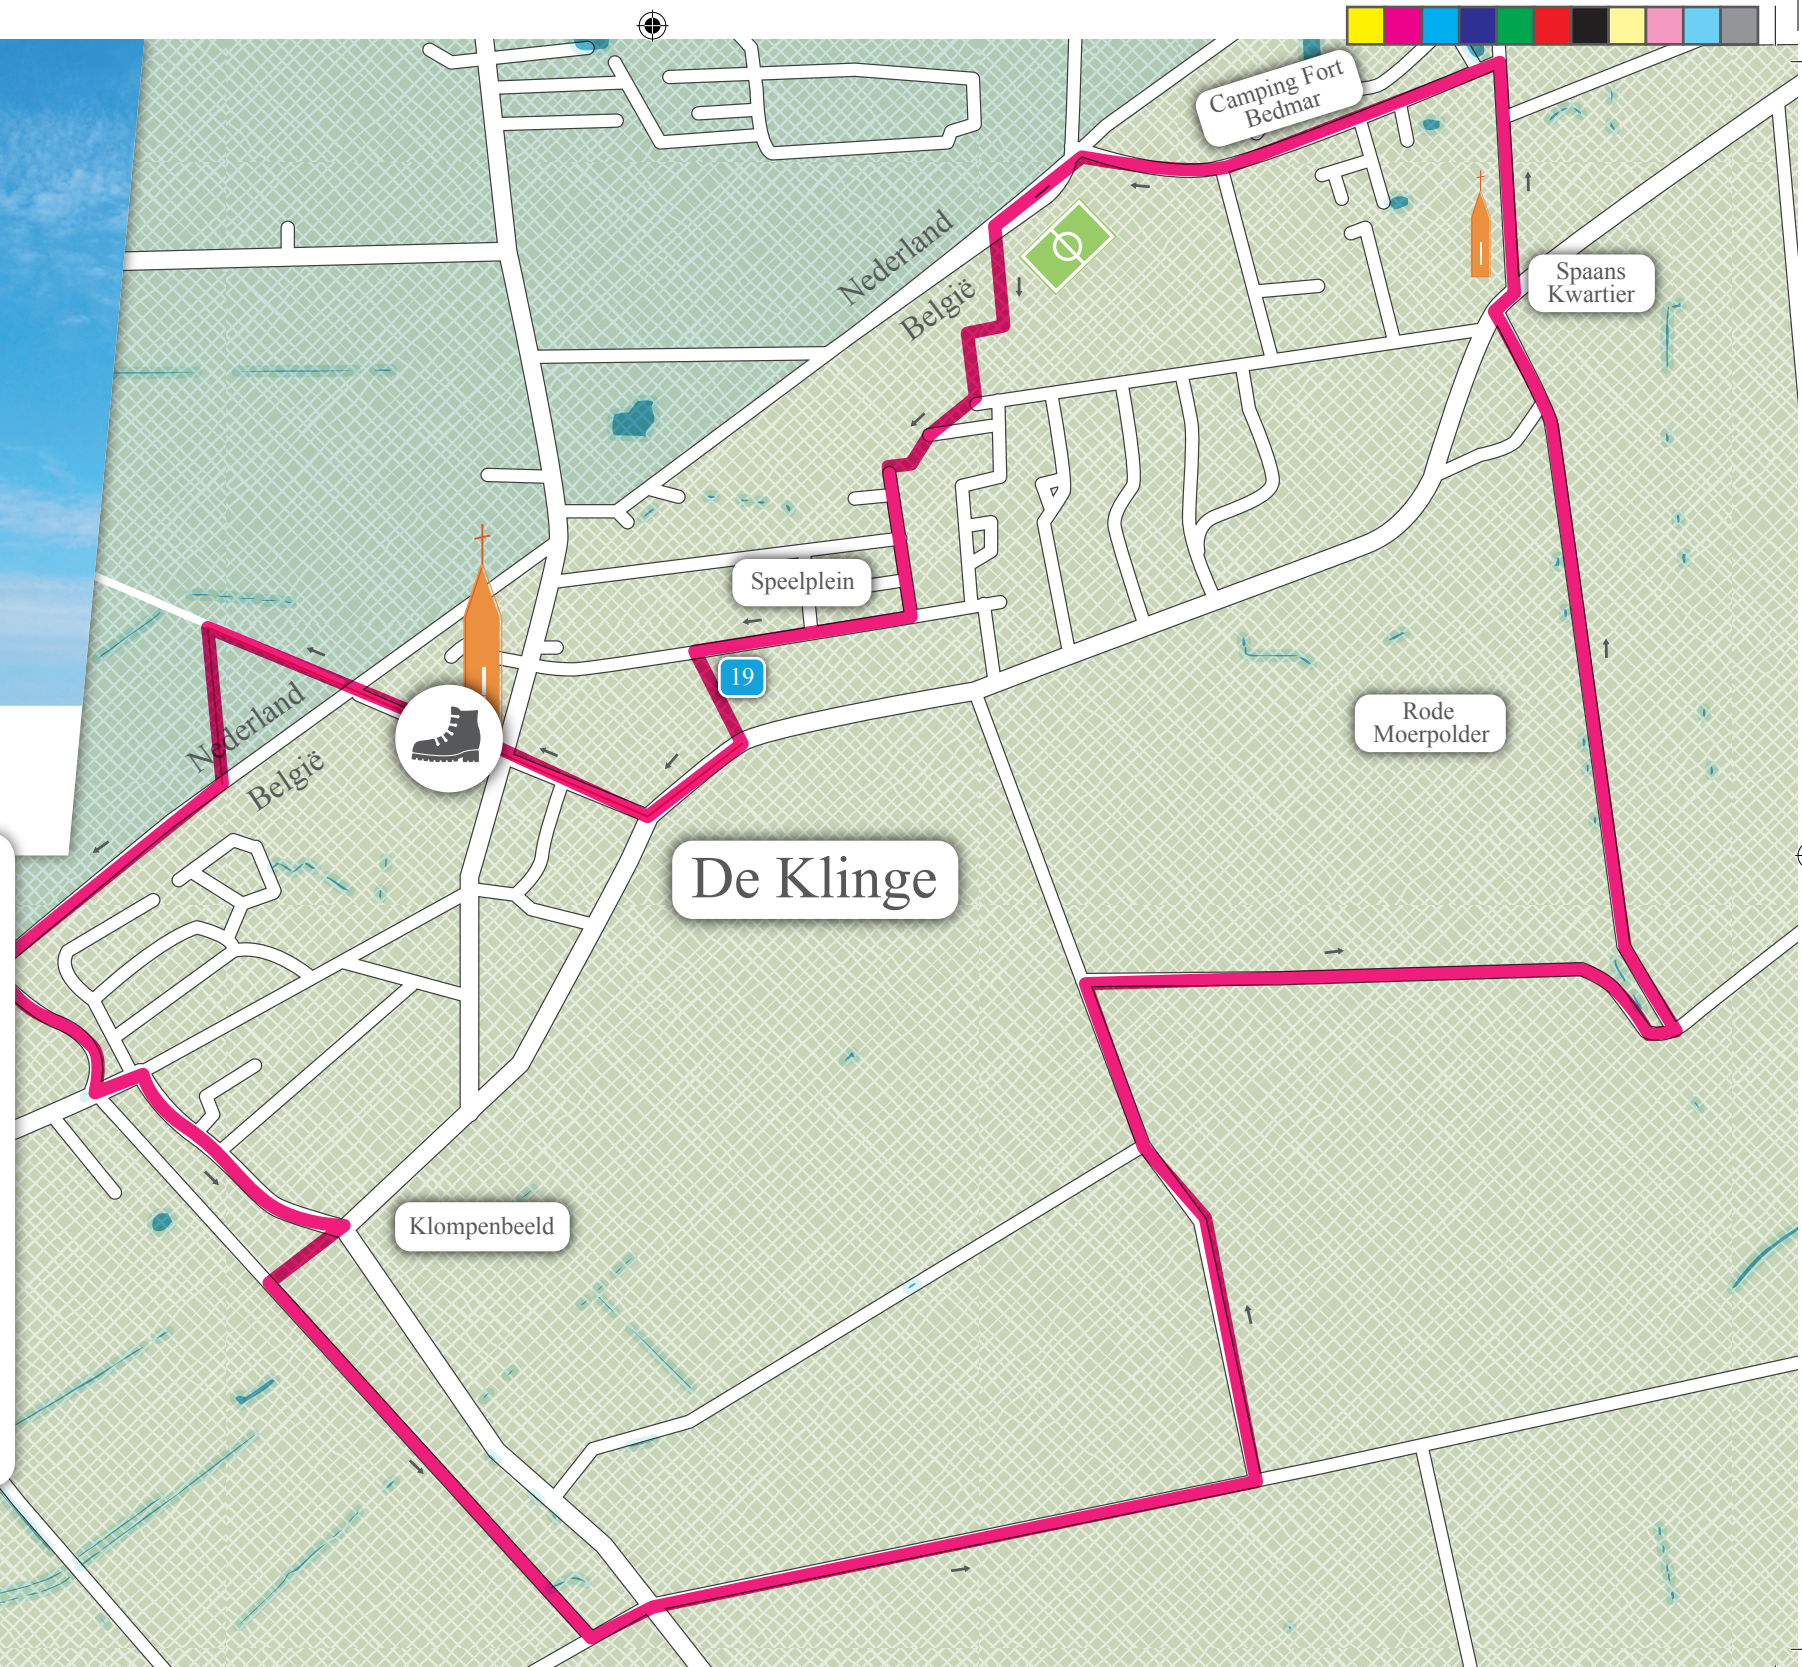 Camping Fort
Bedmar
Nederland
België
Spaans
Kwartier
Speelplein
19
Nederland
België
Rode
Moerpolder
De Klinge
Klompenbeeld